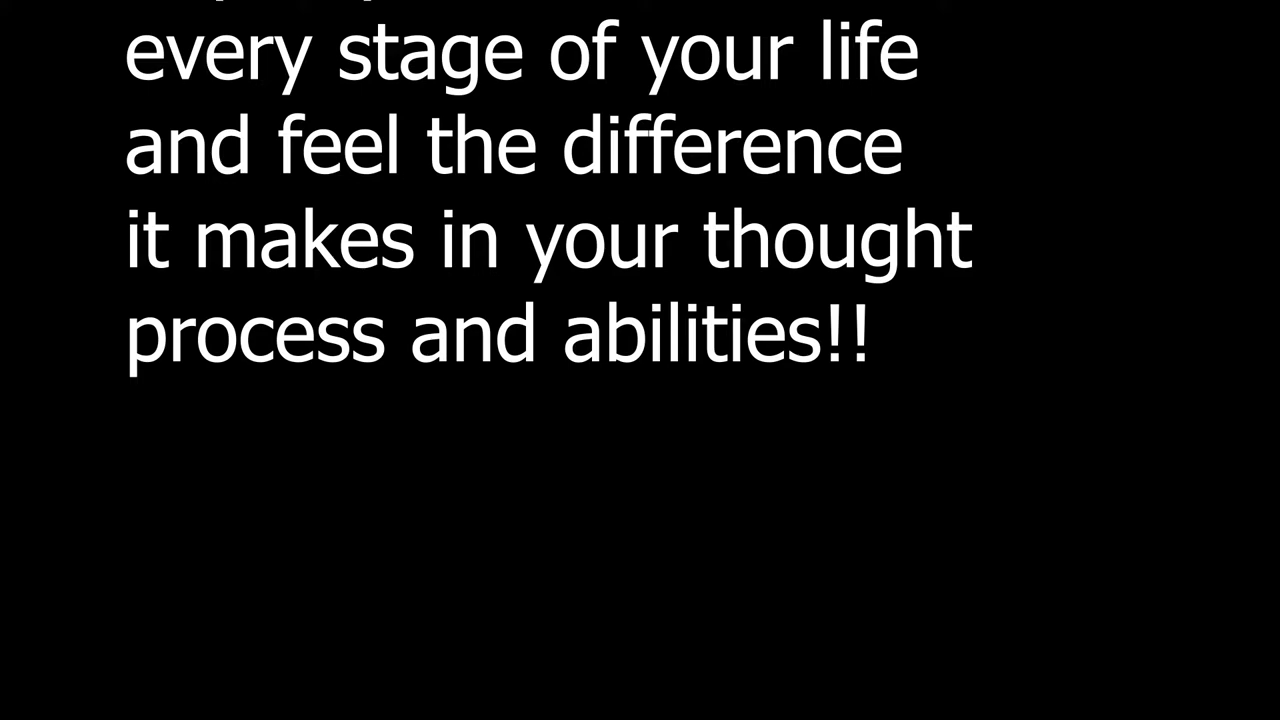 every stage of your life
and feel the difference
it makes in your thought
process and abilities!!